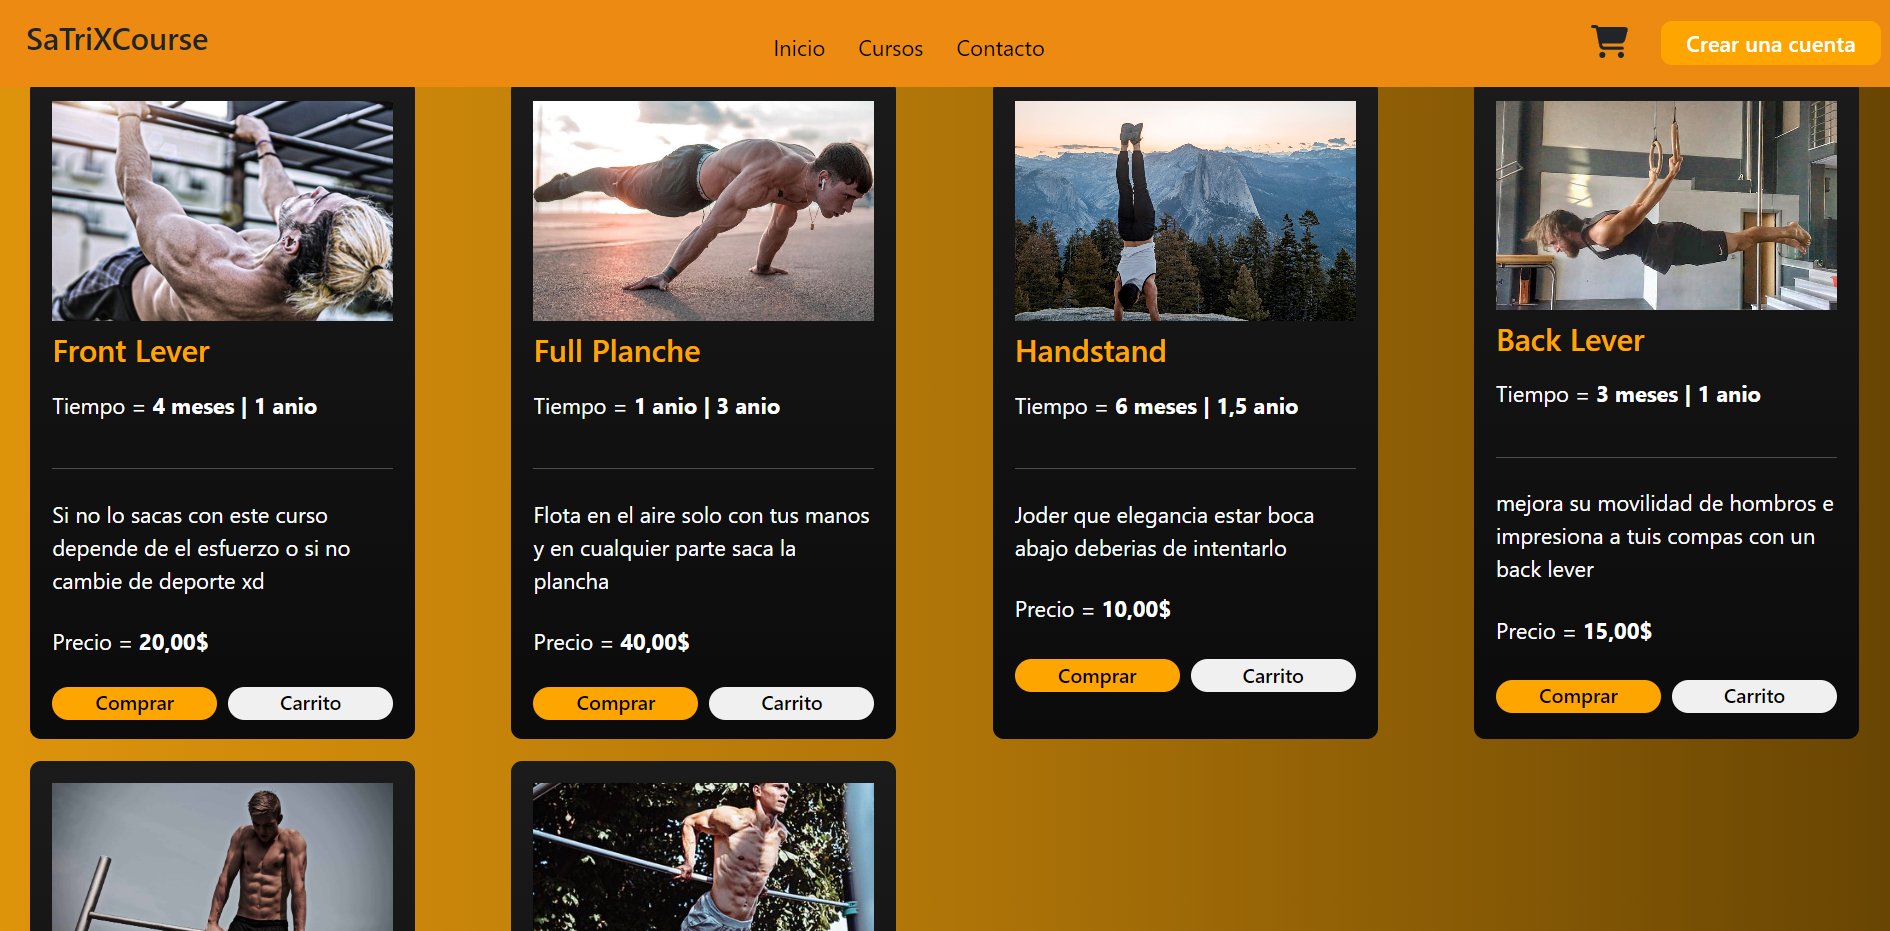 SaTriXCourse
Inicio Cursos Contacto
Crear una cuenta
Front Lever
Tiempo = 4 meses | 1 anio
Si no lo sacas con este curso
depende de el esfuerzo o si no
cambie de deporte xd
Precio = 20,00$
Comprar Carrito
Full Planche
Tiempo = 1 anio | 3 anio
Flota en el aire solo con tus manos
y en cualquier parte saca la
plancha
Precio = 40,00$
Comprar Carrito
Handstand
Tiempo = 6 meses | 1,5 anio
Joder que elegancia estar boca
abajo deberias de intentarlo
Precio = 10,00$
Comprar Carrito
Back Lever
Tiempo = 3 meses | 1 anio
mejora su movilidad de hombros e
impresiona a tuis compas con un
back lever
Precio = 15,00$
Comprar Carrito